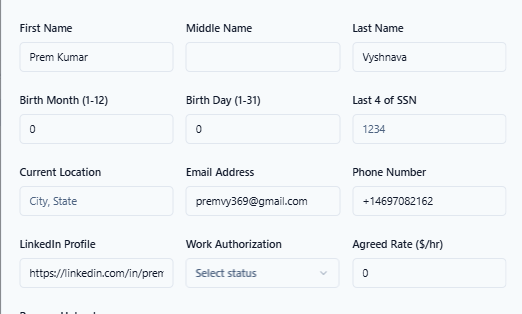 First Name Middle Name Last Name
Prem Kumar Vyshnava
Birth Month (1-12) Birth Day (1-31) Last 4 of SSN
0 0 1234
Current Location Email Address Phone Number
City, State premvy369@gmail.com +14697082162
LinkedIn Profile Work Authorization Agreed Rate ($/hr)
https://linkedin.com/in/prem Select status 0